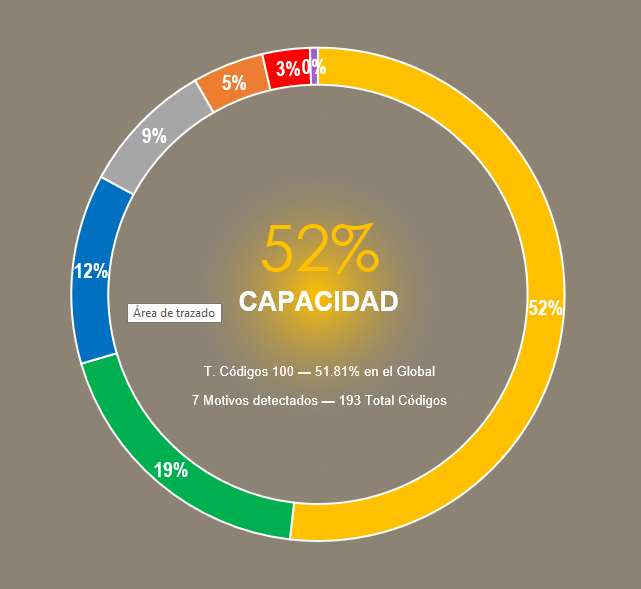 3%
0%
5%
9%
12%
52%
CAPACIDAD
52%
Área de trazado
T. Códigos 100 — 51.81% en el Global
7 Motivos detectados — 193 Total Códigos
19%